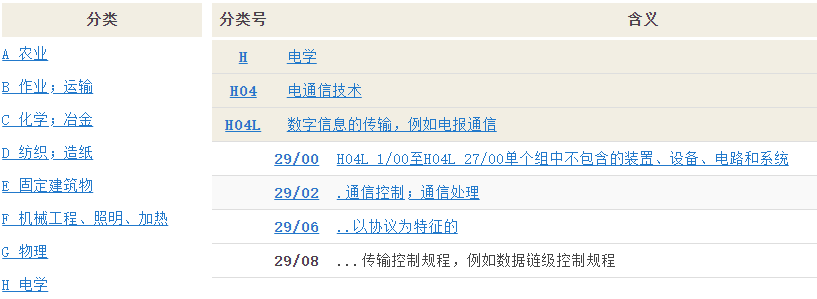 分类
A 农业
B 作业；运输
C 化学；冶金
D 纺织；造纸
E 固定建筑物
F 机械工程、照明、加热
G 物理
H 电学
分类号 含义
H 电学
H04 电通信技术
H04L 数字信息的传输，例如电报通信
29/00 H04L 1/00至H04L 27/00单个组中不包含的装置、设备、电路和系统
29/02 .通信控制；通信处理
29/06 ..以协议为特征的
29/08 ...传输控制规程，例如数据链级控制规程